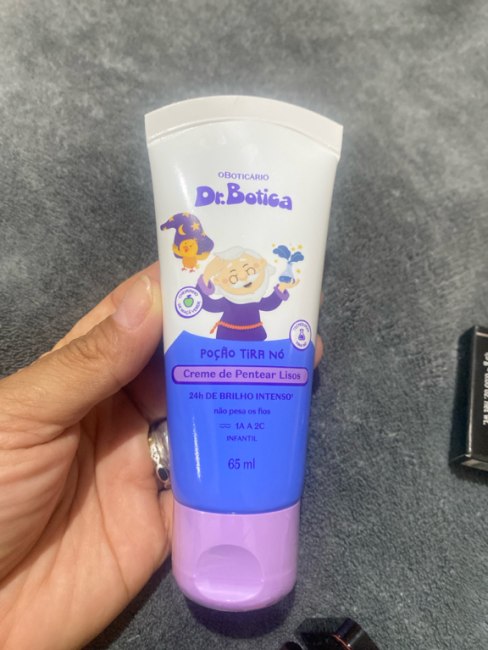 oBOTICÁRIO
Dr.Botica
POÇÃO TIRA NÓ
Creme de Pentear Lisos
24h DE BRILHO INTENSO¹
não pesa os fios
1A A 2C
INFANTIL
65 ml